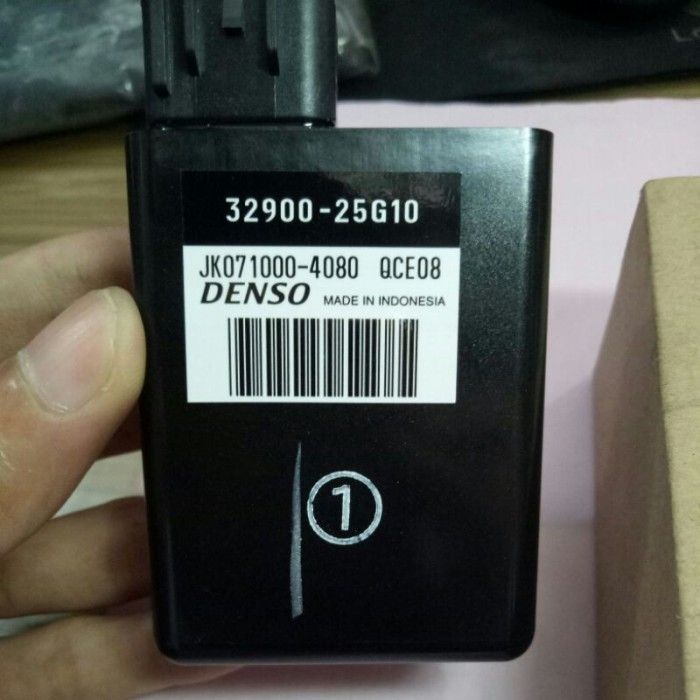 32900-25G10
JK071000-4080 QCE08
DENSO MADE IN INDONESIA
1